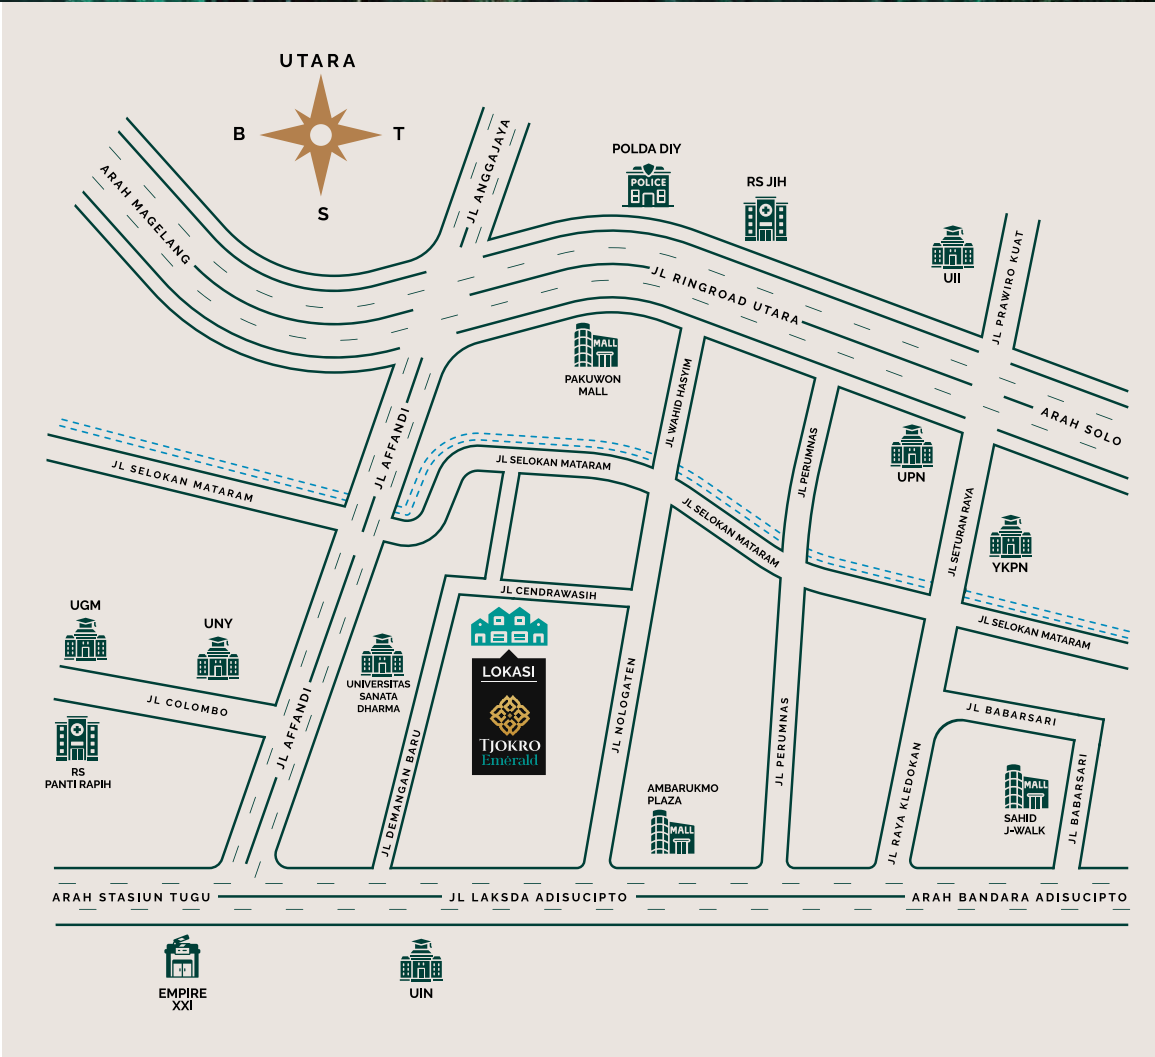 UTARA
B
T
S
ARAH MAGELANG
JL ANGGAJAYA
POLDA DIY
POLICE
RS JIH
UII
JL PRAWIRO KUAT
JL RINGROAD UTARA
ARAH SOLO
MALL
PAKUWON
MALL
JL WAHID HASYIM
JL AFFANDI
JL SELOKAN MATARAM
JL SELOKAN MATARAM
JL PERUMNAS
UPN
JL SELOKAN MATARAM
JL SETURAN RAYA
YKPN
JL CENDRAWASIH
UGM
UNY
JL SELOKAN MATARAM
UNIVERSITAS
SANATA
DHARMA
LOKASI
TJOKRO
Emérald
JL COLOMBO
JL AFFANDI
JL NOLOGATEN
JL BABARSARI
RS
PANTI RAPIH
JL DEMANGAN BARU
JL PERUMNAS
AMBARUKMO
PLAZA
MALL
JL RAYA KLEDOKAN
MALL
SAHID
J-WALK
JL BABARSARI
ARAH STASIUN TUGU
JL LAKSDA ADISUCIPTO
ARAH BANDARA ADISUCIPTO
EMPIRE
XXI
UIN